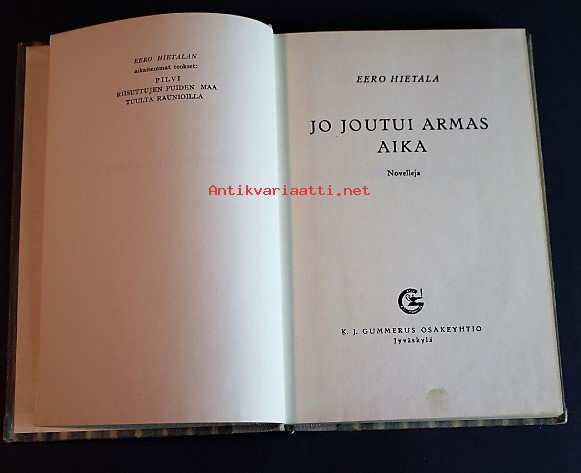 EERO HIETALAN
aikaisemmat teokset:
PILVI
RIISUTTUJEN PUIDEN MAA
TUULTA RAUNIOILLA
EERO HIETALA
JO JOUTUI ARMAS
AIKA
Novelleja
Antikvariaatti.net
K. J. GUMMERUS OSAKEYHTIÖ
Jyväskylä